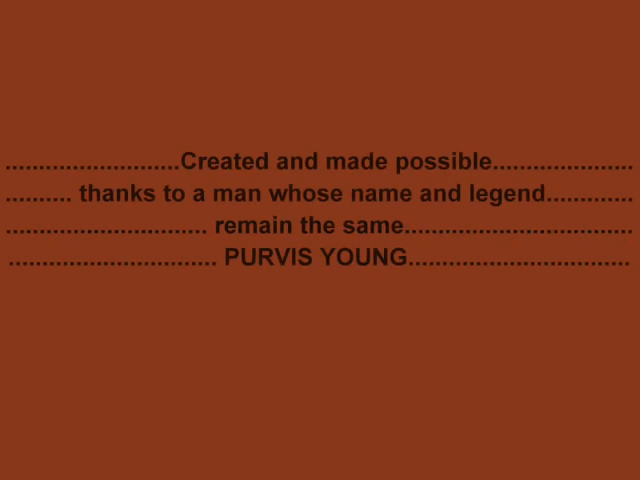 ..........................Created and made possible.....................
.......... thanks to a man whose name and legend.............
.............................. remain the same..................................
............................... PURVIS YOUNG.................................